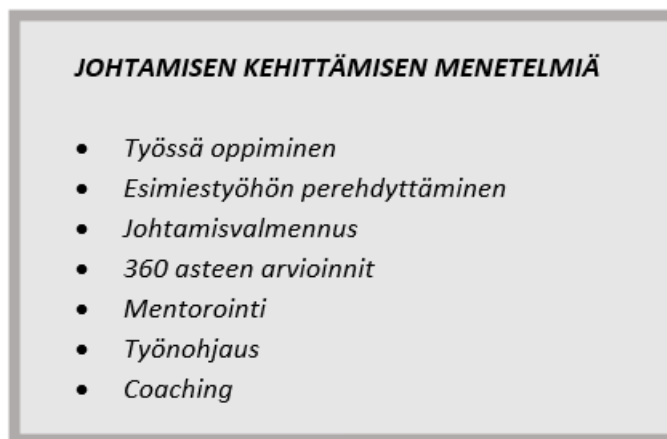 JOHTAMISEN KEHITTÄMISEN MENETELMIÄ
• Työssä oppiminen
• Esimiestyöhön perehdyttäminen
• Johtamisvalmennus
• 360 asteen arvioinnit
• Mentorointi
• Työnohjaus
• Coaching